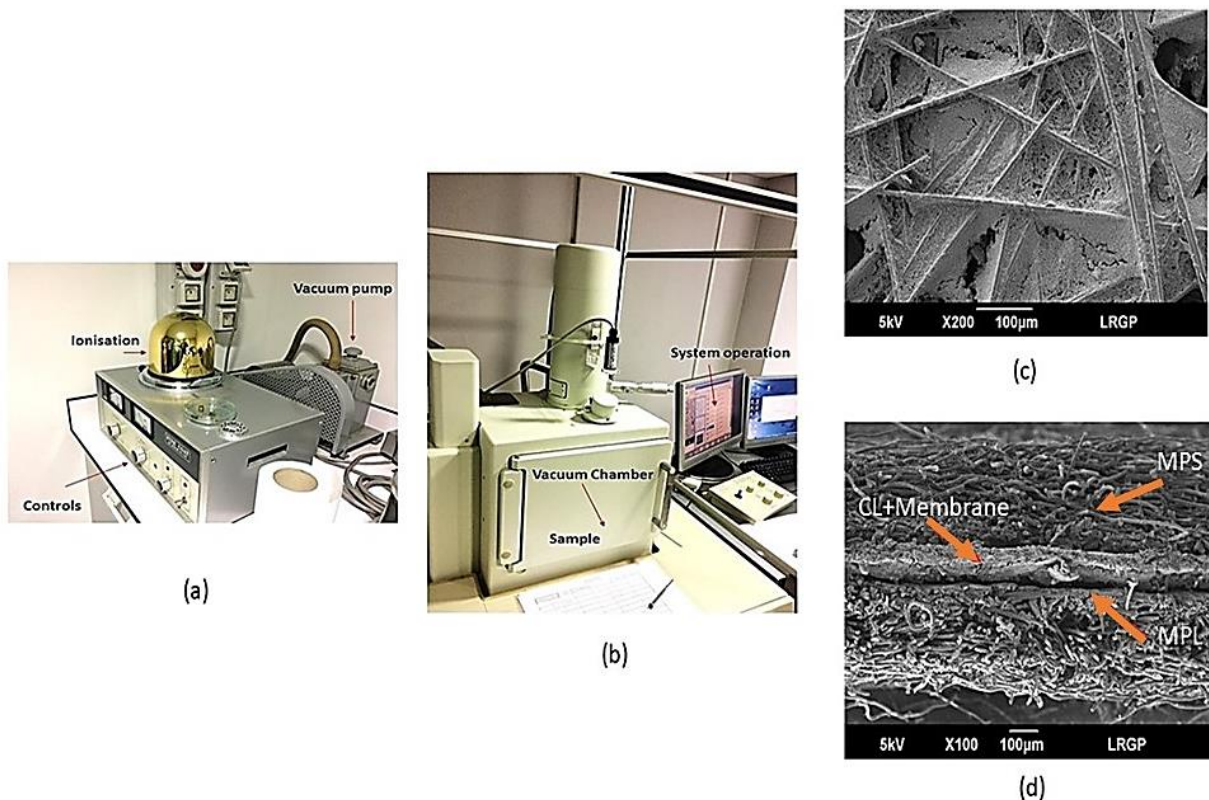 Vacuum pump
Ionisation
Controls
(a)
System operation
Vacuum Chamber
Sample
(b)
5kV X200 100µm LRGP
(c)
MPS
CL+Membrane
MPL
5kV X100 100µm LRGP
(d)